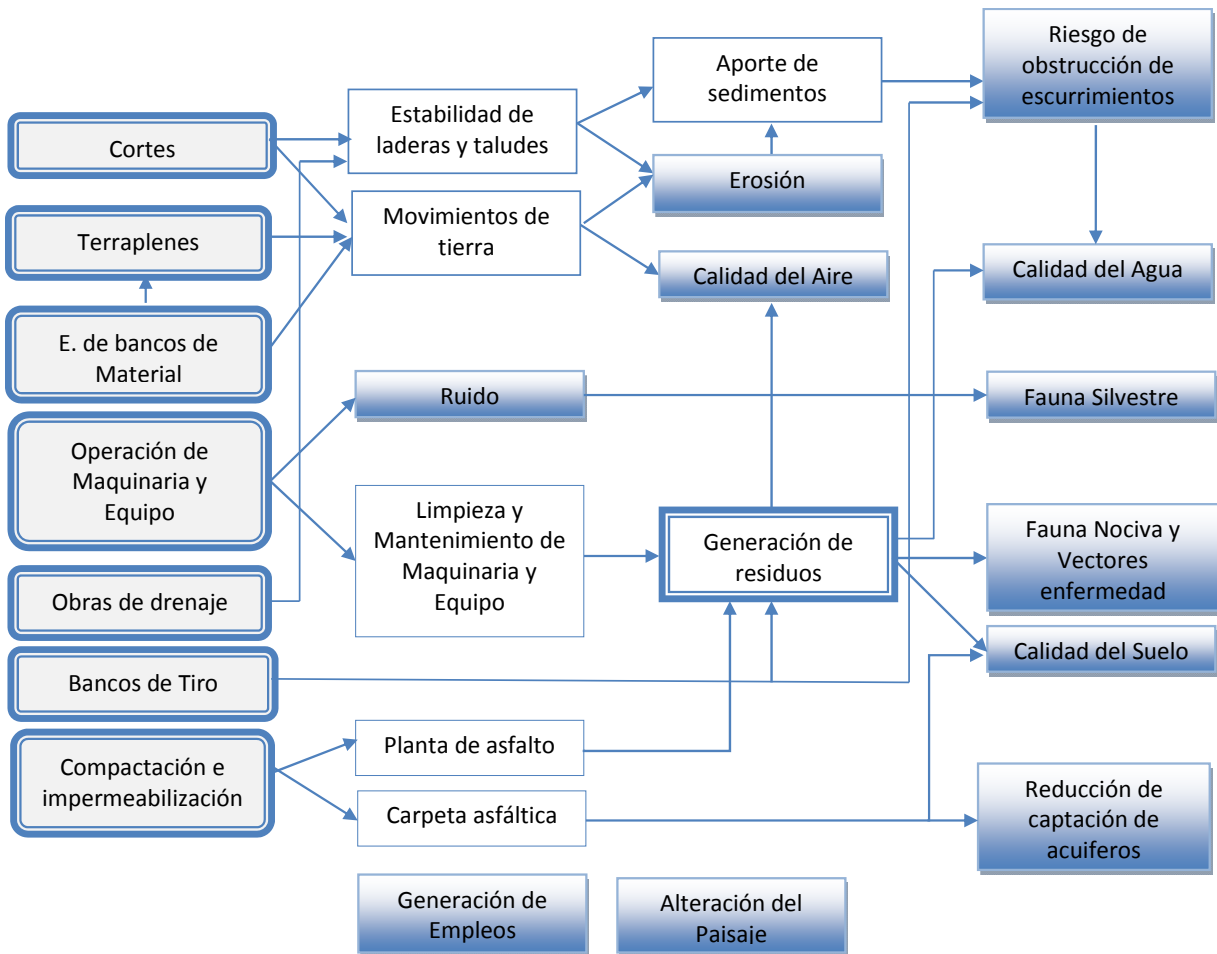 Cortes
Terraplenes
E. de bancos de
Material
Operación de
Maquinaria y
Equipo
Obras de drenaje
Bancos de Tiro
Compactación e
impermeabilización
Estabilidad de
laderas y taludes
Movimientos de
tierra
Ruido
Limpieza y
Mantenimiento de
Maquinaria y
Equipo
Planta de asfalto
Carpeta asfáltica
Generación de
Empleos
Aporte de
sedimentos
Erosión
Calidad del Aire
Generación de
residuos
Alteración del
Paisaje
Riesgo de
obstrucción de
escurrimientos
Calidad del Agua
Fauna Silvestre
Fauna Nociva y
Vectores
enfermedad
Calidad del Suelo
Reducción de
captación de
acuiferos